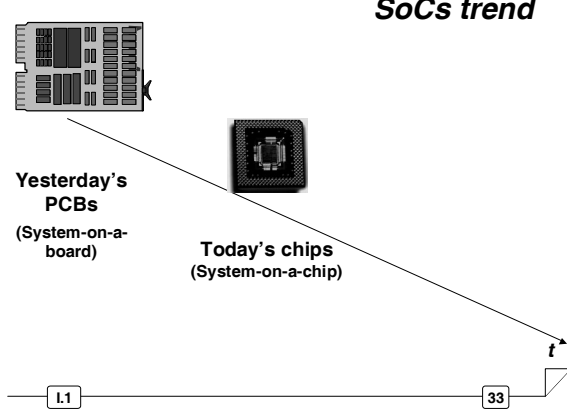 SoCs trend
Yesterday's
PCBs
(System-on-a-
board)
Today's chips
(System-on-a-chip)
t
I.1
33